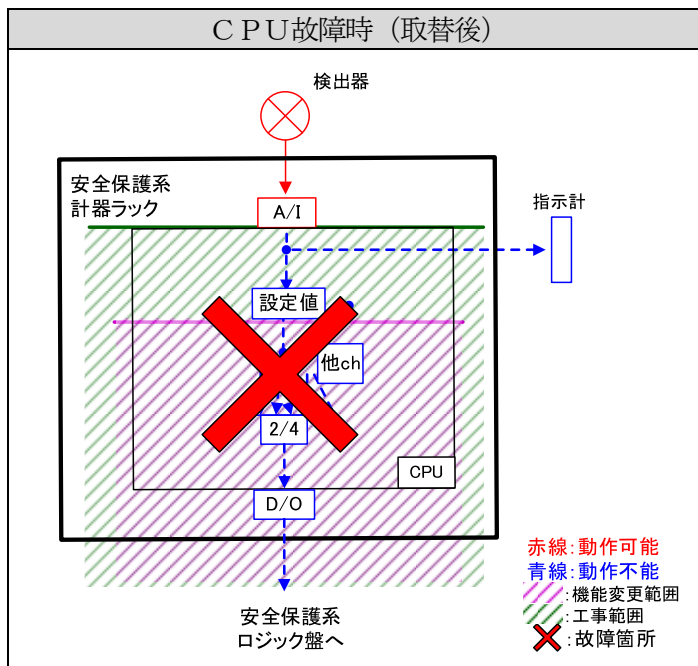 ＣＰＵ故障時（取替後）
検出器
安全保護系
計器ラック
A/I
指示計
設定値
他ch
2/4
CPU
D/O
赤線：動作可能
青線：動作不能
：機能変更範囲
：工事範囲
：故障箇所
安全保護系
ロジック盤へ